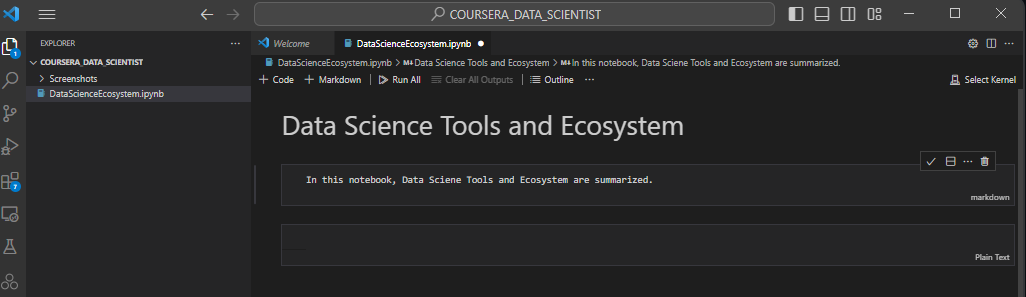 COURSERA_DATA_SCIENTIST
EXPLORER
COURSERA_DATA_SCIENTIST
Screenshots
DataScienceEcosystem.ipynb
1
7
Welcome
DataScienceEcosystem.ipynb
DataScienceEcosystem.ipynb > M↓Data Science Tools and Ecosystem > M↓In this notebook, Data Sciene Tools and Ecosystem are summarized.
+ Code + Markdown Run All Clear All Outputs Outline ... Select Kernel
Data Science Tools and Ecosystem
In this notebook, Data Sciene Tools and Ecosystem are summarized.
markdown
Plain Text